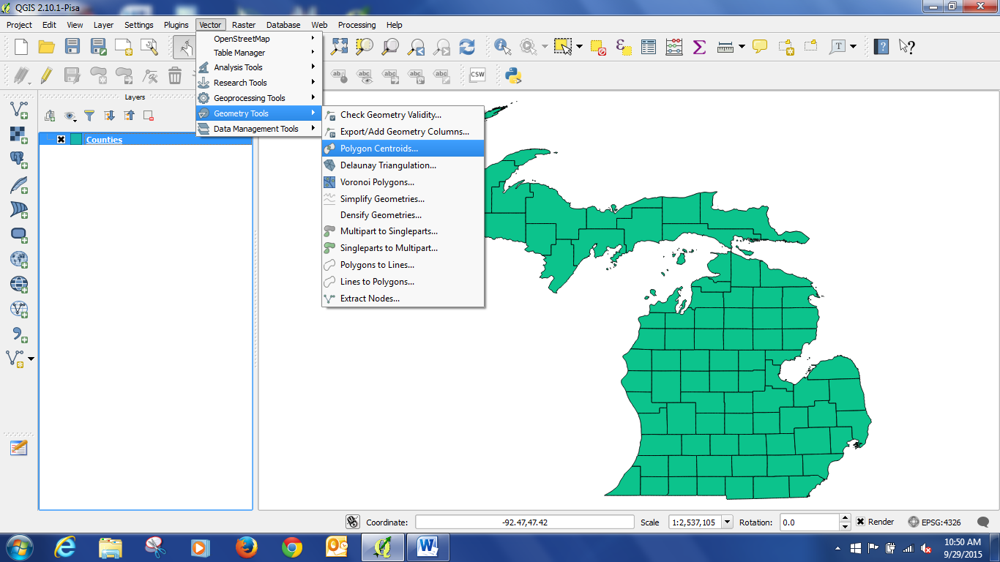 QGIS 2.10.1-Pisa
Project Edit View Layer Settings Plugins Vector Raster Database Web Processing Help
OpenStreetMap
Table Manager
Analysis Tools
Research Tools
Geoprocessing Tools
Geometry Tools
Data Management Tools
abc abc abc abc CSW
Layers
Counties
Check Geometry Validity...
Export/Add Geometry Columns...
Polygon Centroids...
Delaunay Triangulation...
Voronoi Polygons...
Simplify Geometries...
Densify Geometries...
Multipart to Singleparts...
Singleparts to Multipart...
Polygons to Lines...
Lines to Polygons...
Extract Nodes...
Coordinate: -92.47,47.42 Scale 1:2,537,105 Rotation: 0.0 Render EPSG:4326
10:50 AM
9/29/2015